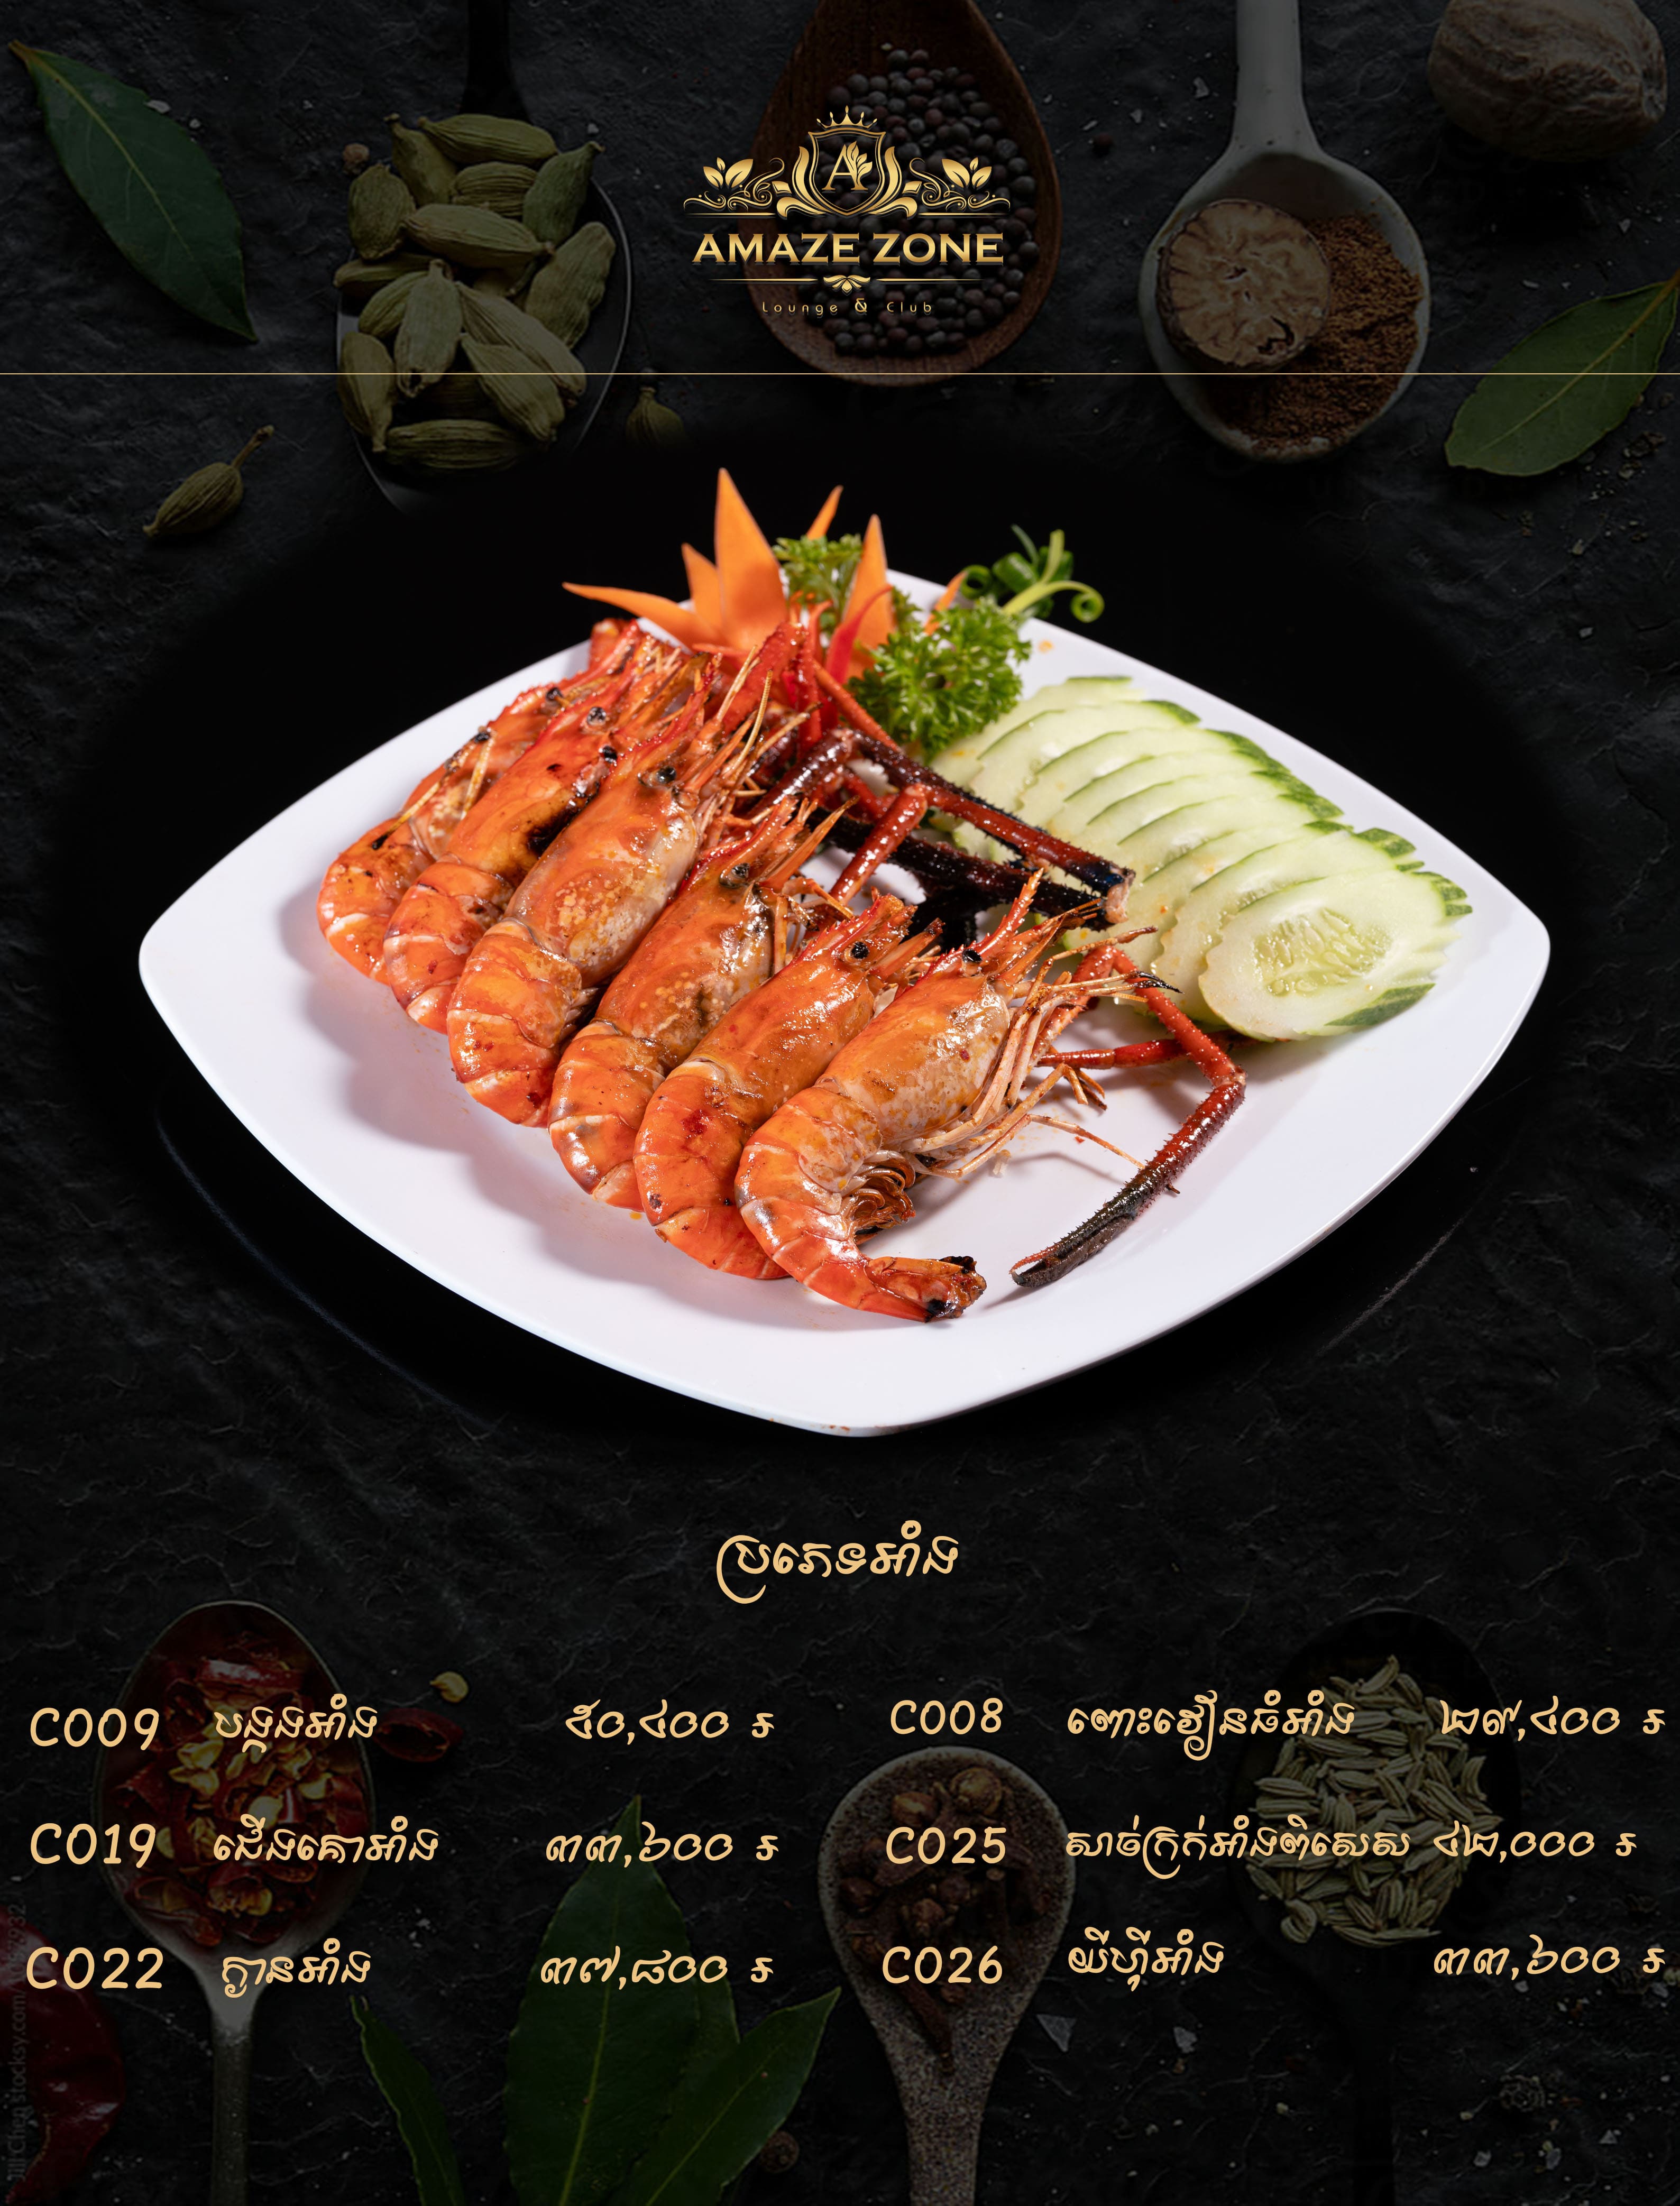 A
AMAZE ZONE
Lounge & Club
ប្រភេទអាំង
C009 បង្កងអាំង ៥០,៤០០ ៛
C008 ពោះវៀនធំអាំង ២៩,៤០០ ៛
C019 ជើងគោអាំង ៣៣,៦០០ ៛
C025 សាច់ក្រក់អាំងពិសេស ៤២,០០០ ៛
C022 ក្ងានអាំង ៣៧,៨០០ ៛
C026 យីហ៊ឺអាំង ៣៣,៦០០ ៛